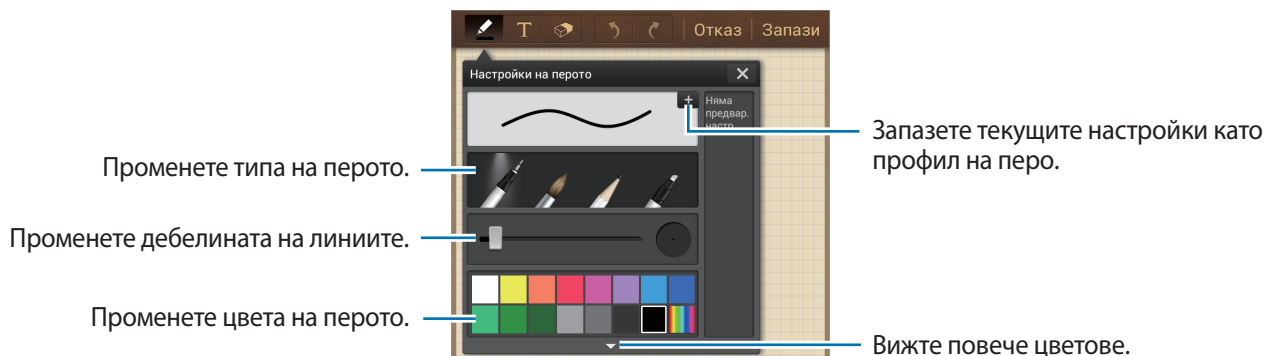 T
Отказ
Запази
Настройки на перото
Няма
предвар.
настр.
Запазете текущите настройки като
профил на перо.
Променете типа на перото.
Променете дебелината на линиите.
Променете цвета на перото.
Вижте повече цветове.